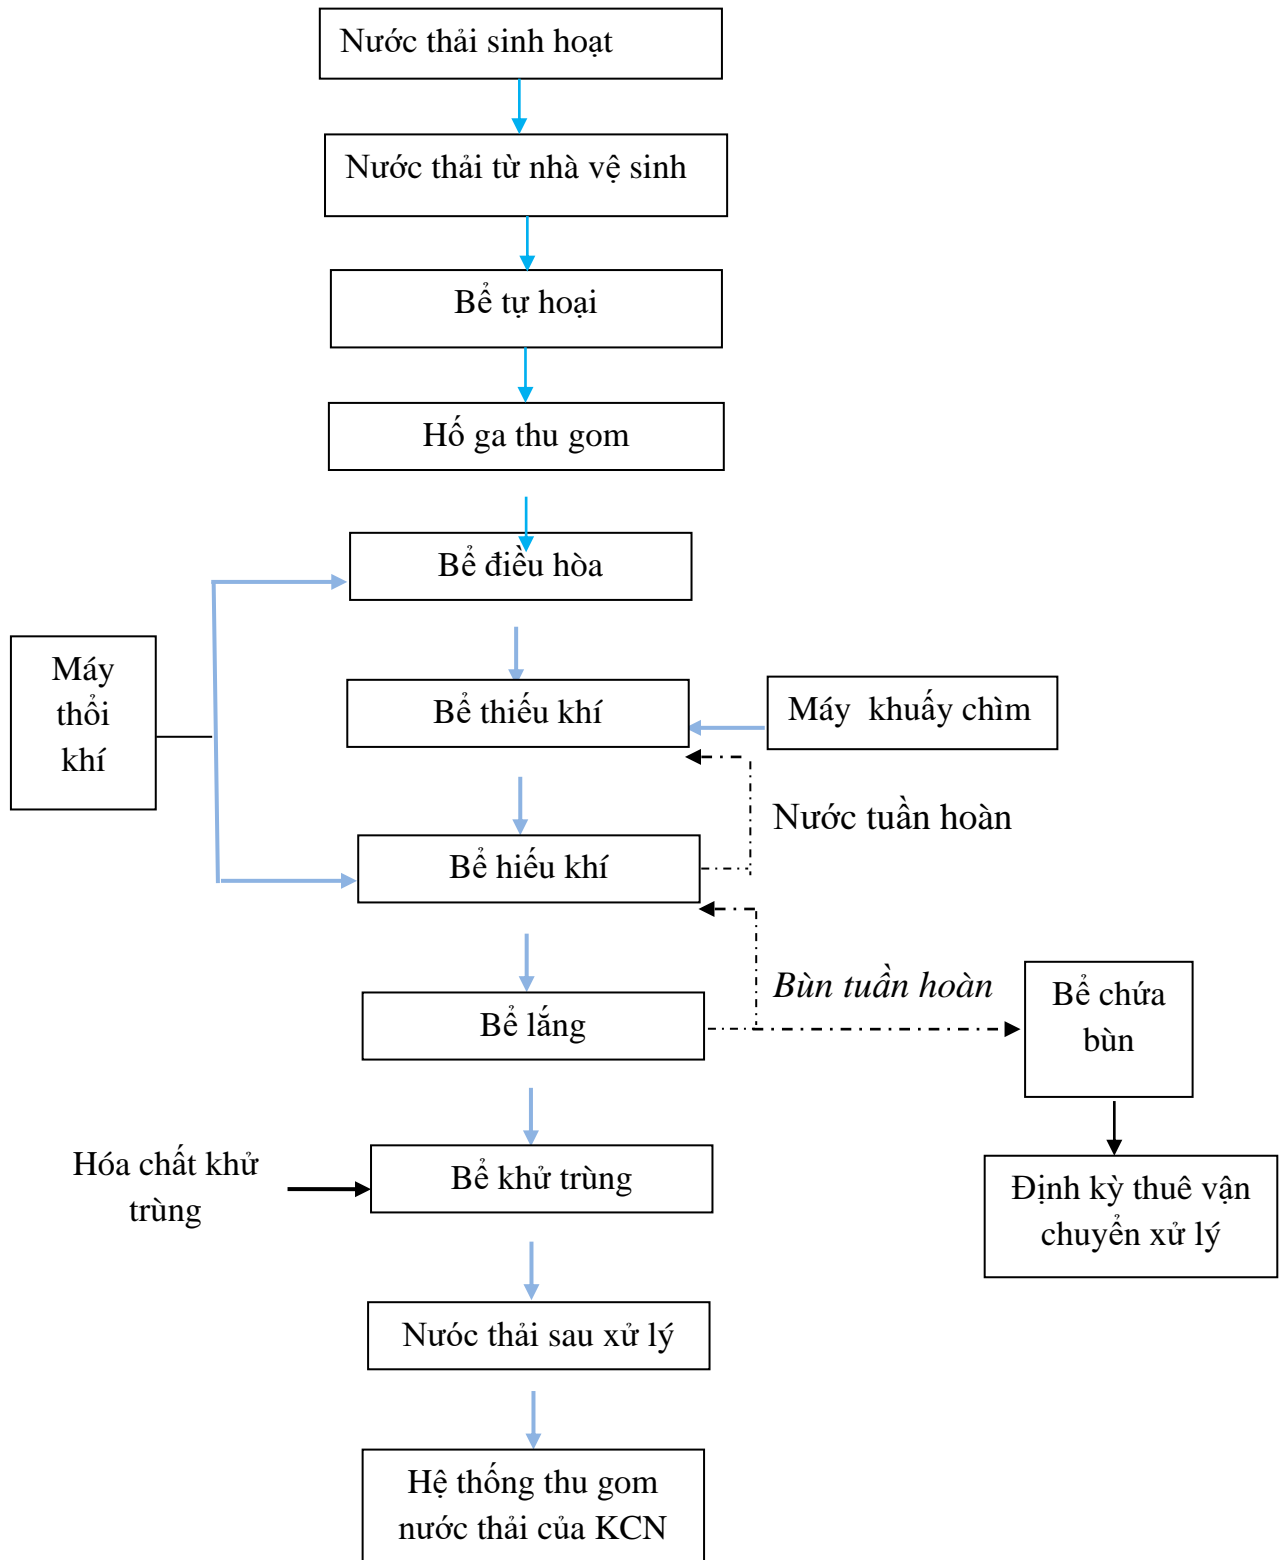 Nước thải sinh hoạt
Nước thải từ nhà vệ sinh
Bể tự hoại
Hố ga thu gom
Bể điều hòa
Máy
thổi
khí
Bể thiếu khí
Máy khuấy chìm
Nước tuần hoàn
Bể hiếu khí
Bùn tuần hoàn
Bể chứa
bùn
Bể lắng
Hóa chất khử
trùng
Bể khử trùng
Định kỳ thuê vận
chuyển xử lý
Nưóc thải sau xử lý
Hệ thống thu gom
nước thải của KCN